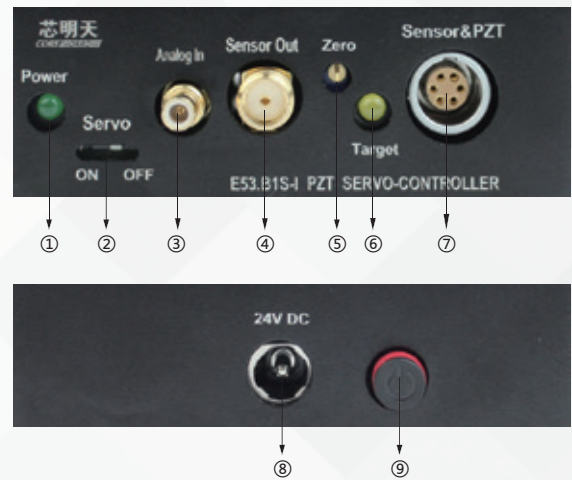 芯明天
COREMORROW
Power
Servo
ON OFF
Analog In
Sensor Out
Zero
Target
Sensor&PZT
E53.B1S-I PZT SERVO-CONTROLLER
① ② ③ ④ ⑤ ⑥ ⑦
24V DC
⑧ ⑨